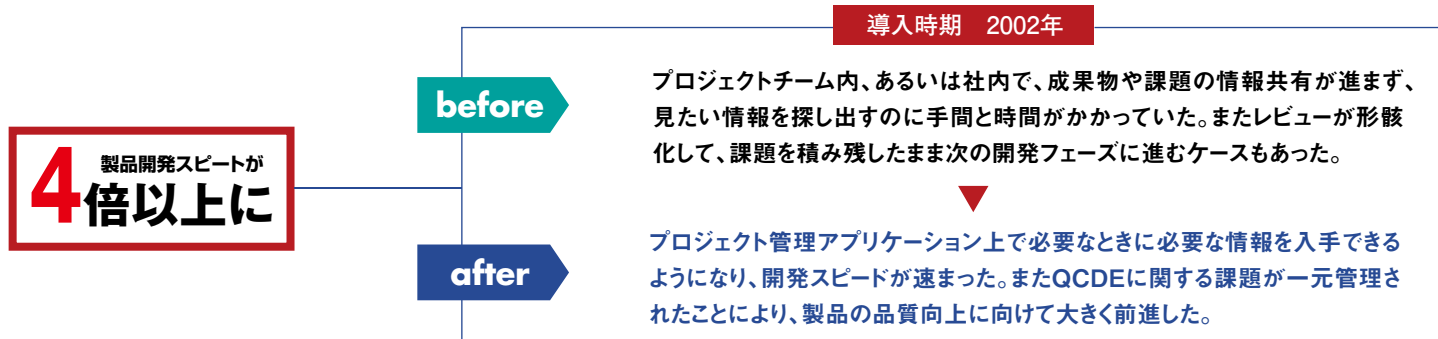 導入時期　2002年
before
プロジェクトチーム内、あるいは社内で、成果物や課題の情報共有が進まず、
見たい情報を探し出すのに手間と時間がかかっていた。またレビューが形骸
化して、課題を積み残したまま次の開発フェーズに進むケースもあった。
製品開発スピートが
4倍以上に
after
プロジェクト管理アプリケーション上で必要なときに必要な情報を入手できる
ようになり、開発スピードが速まった。またQCDEに関する課題が一元管理さ
れたことにより、製品の品質向上に向けて大きく前進した。